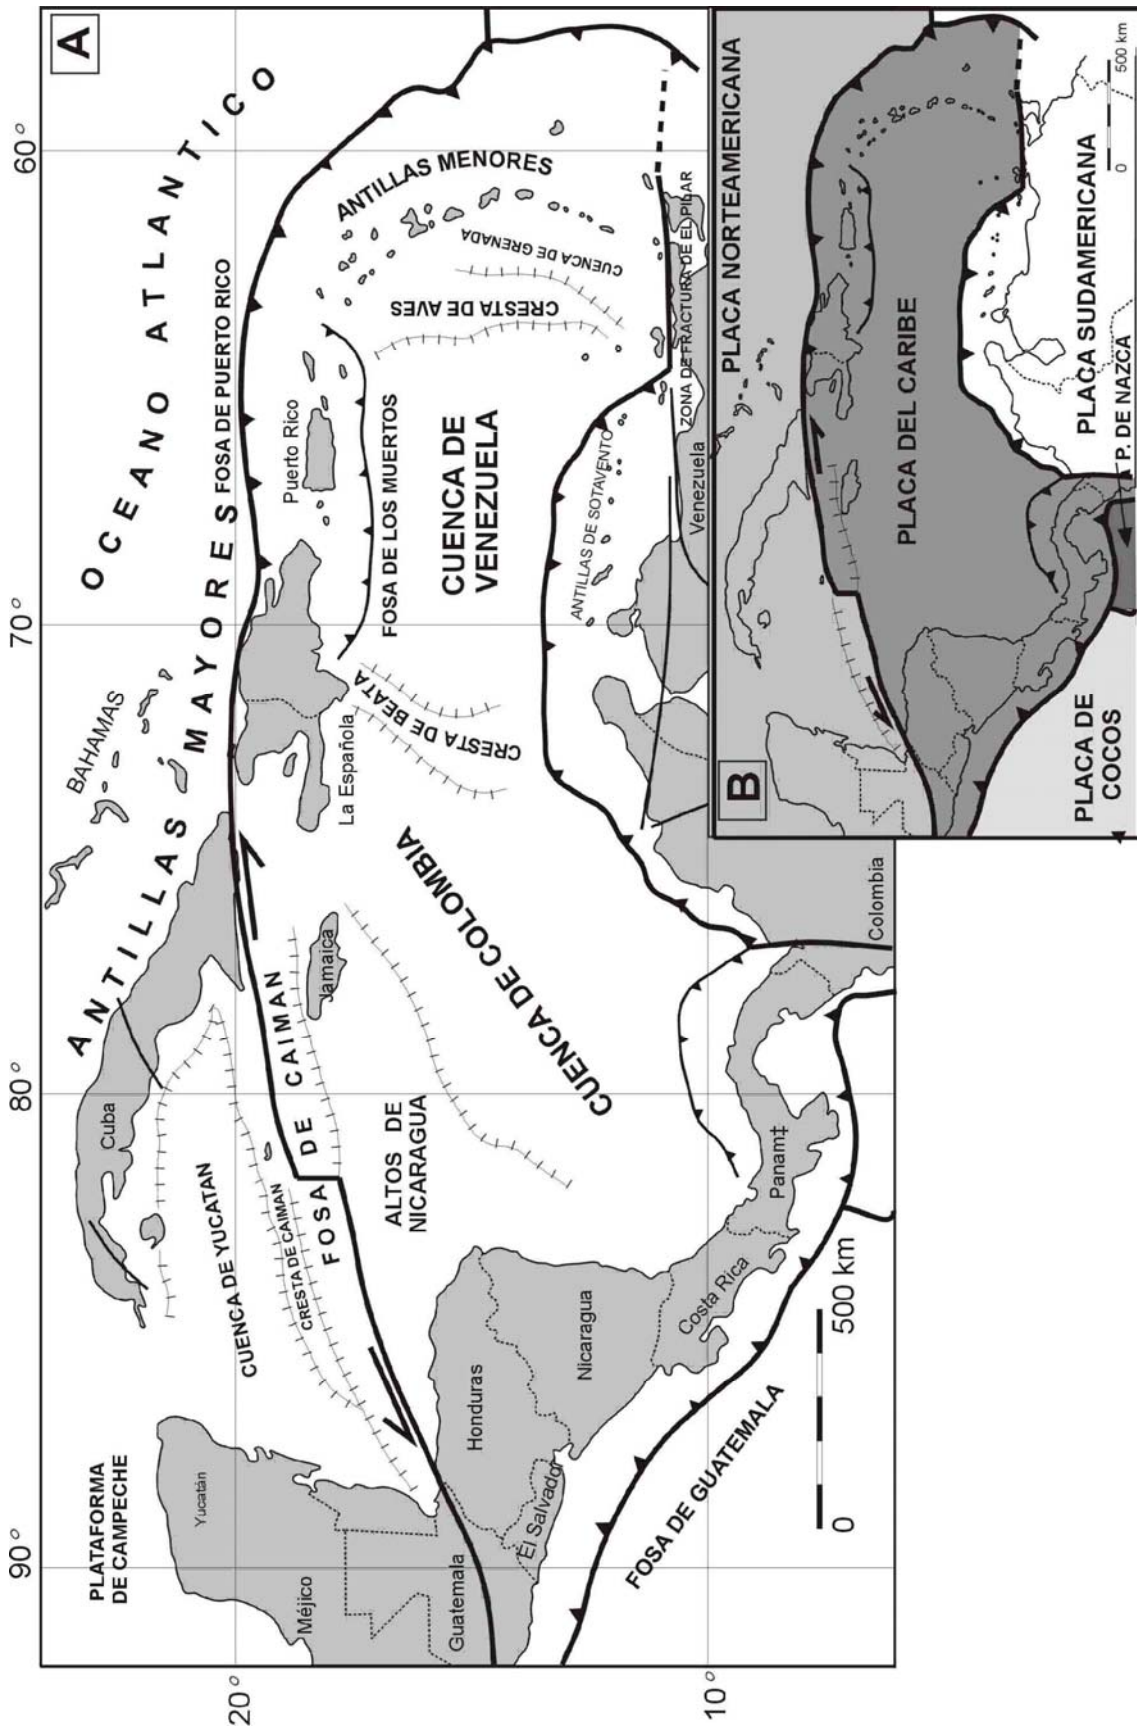 A
90°
80°
70°
60°
20°
10°
OCEANO ATLANTICO
BAHAMAS
ANTILLAS MAYORES
PLATAFORMA
DE CAMPECHE
Yucatán
Méjico
Guatemala
Cuba
CUENCA DE YUCATAN
CRESTA DE CAIMAN
FOSA DE CAIMAN
Jamaica
La Española
Puerto Rico
FOSA DE PUERTO RICO
FOSA DE LOS MUERTOS
ANTILLAS MENORES
CUENCA DE GRENADA
CRESTA DE AVES
CUENCA DE
VENEZUELA
CRESTA DE BEATA
CUENCA DE COLOMBIA
ALTOS DE
NICARAGUA
Honduras
El Salvador
Nicaragua
Costa Rica
Panam‡
Colombia
Venezuela
ANTILLAS DE SOTAVENTO
ZONA DE FRACTURA DE EL PILAR
FOSA DE GUATEMALA
0
500 km
B
PLACA NORTEAMERICANA
PLACA DEL CARIBE
PLACA SUDAMERICANA
PLACA DE
COCOS
P. DE NAZCA
0
500 km